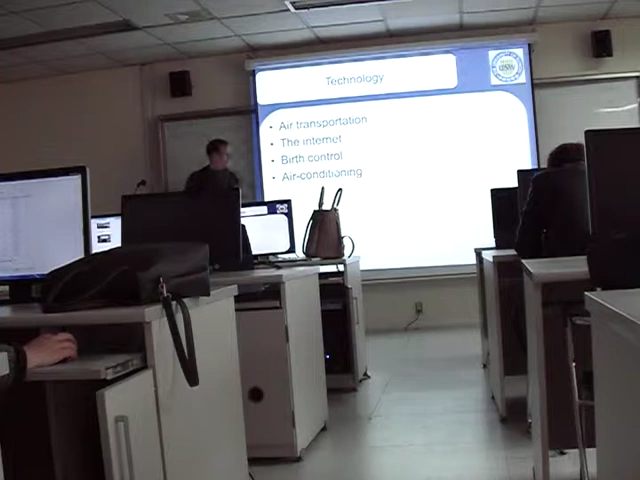 Technology
• Air transportation
• The internet
• Birth control
• Air-conditioning